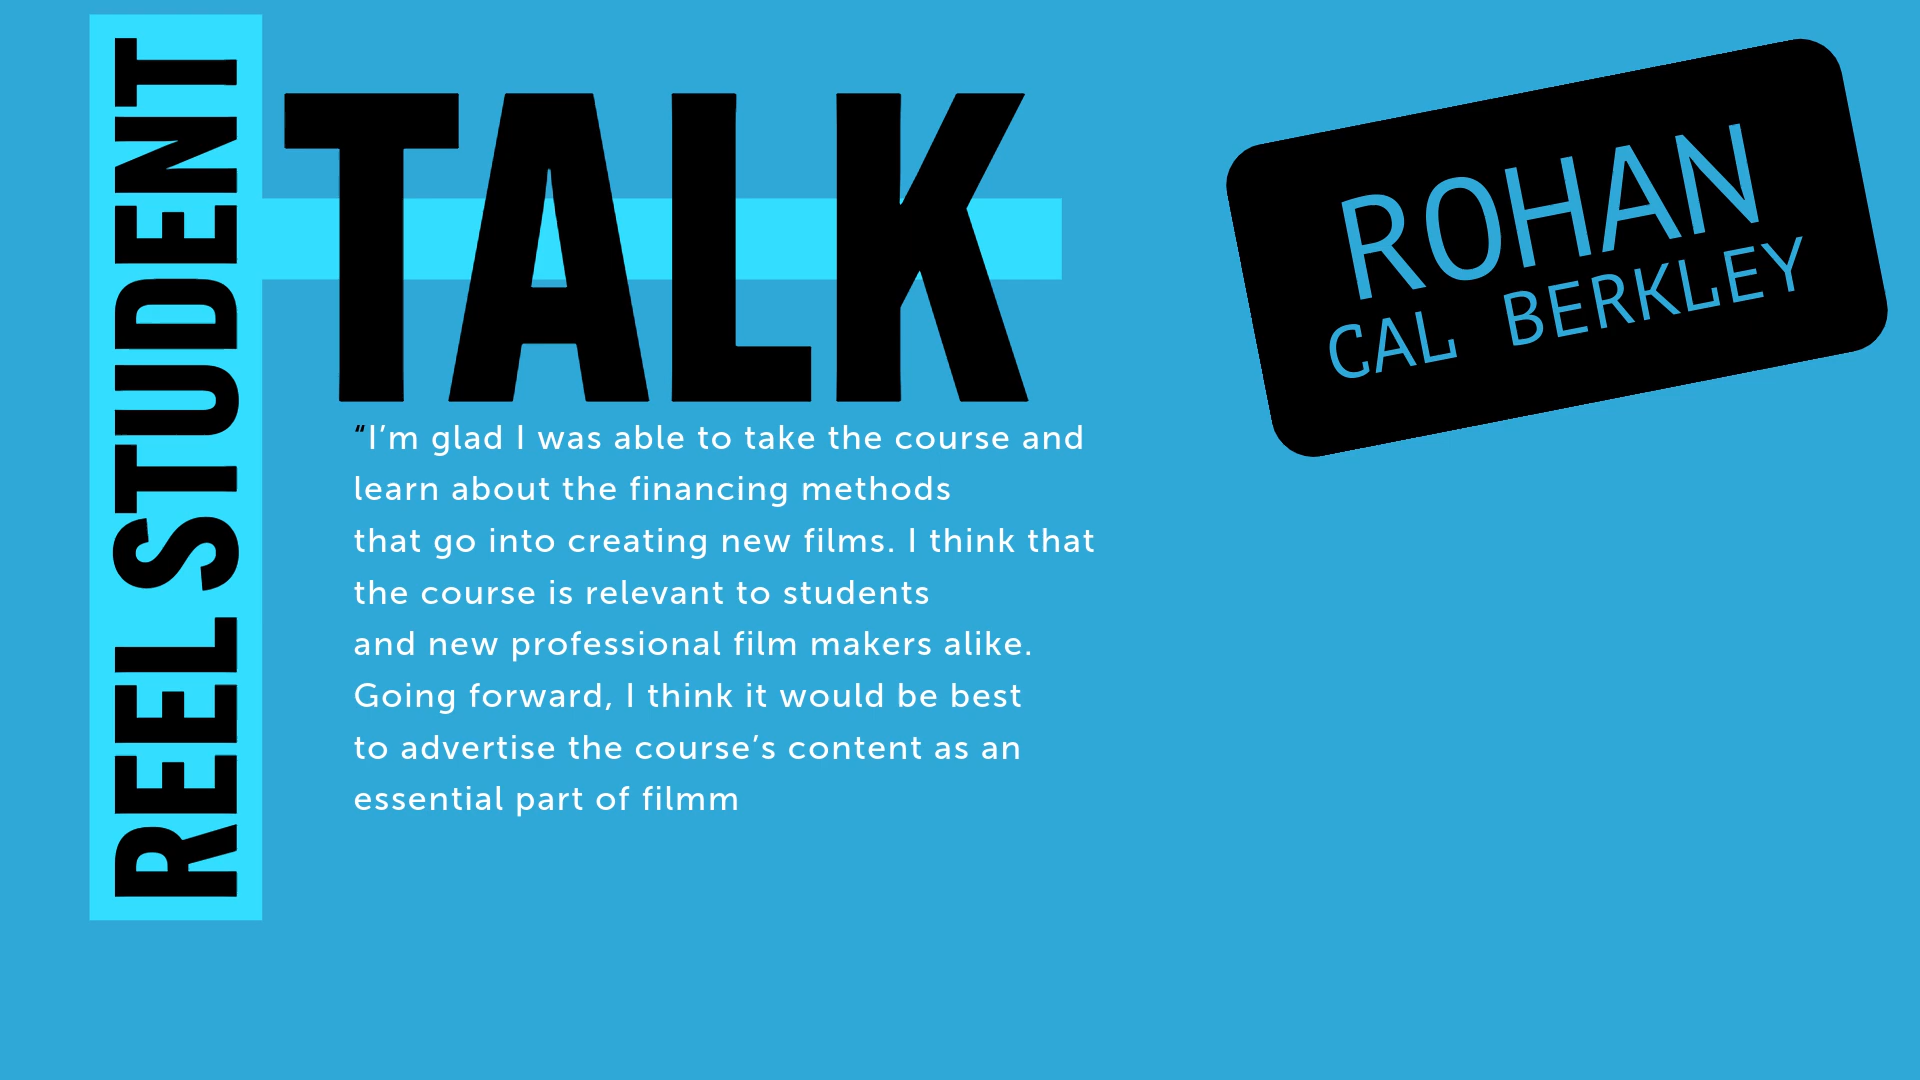 REEL STUDENT
TALK
ROHAN
CAL BERKLEY
“I’m glad I was able to take the course and
learn about the financing methods
that go into creating new films. I think that
the course is relevant to students
and new professional film makers alike.
Going forward, I think it would be best
to advertise the course’s content as an
essential part of filmm